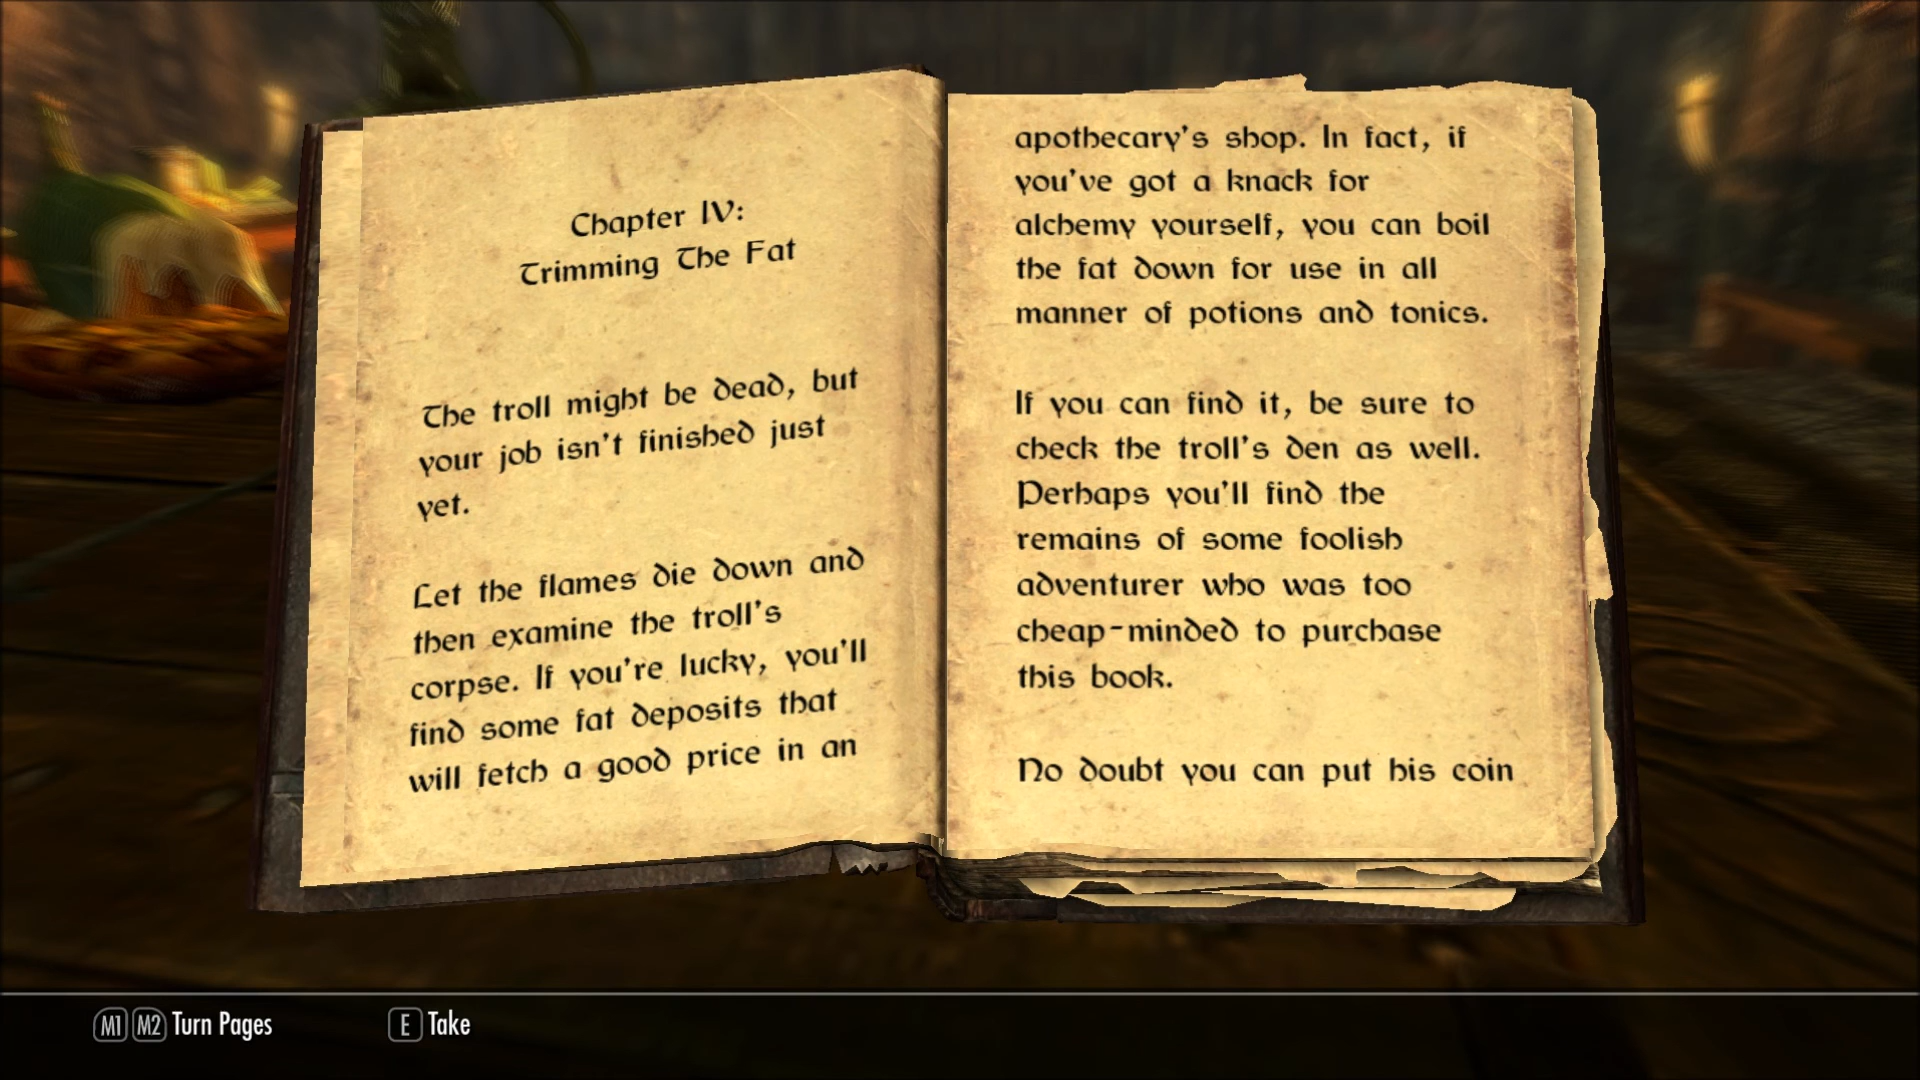 Chapter IV:
Trimming The Fat
The troll might be dead, but
your job isn't finished just
yet.
Let the flames die down and
then examine the troll's
corpse. If you're lucky, you'll
find some fat deposits that
will fetch a good price in an
apothecary's shop. In fact, if
you've got a knack for
alchemy yourself, you can boil
the fat down for use in all
manner of potions and tonics.
If you can find it, be sure to
check the troll's den as well.
Perhaps you'll find the
remains of some foolish
adventurer who was too
cheap-minded to purchase
this book.
No doubt you can put his coin
M1 M2 Turn Pages
E Take